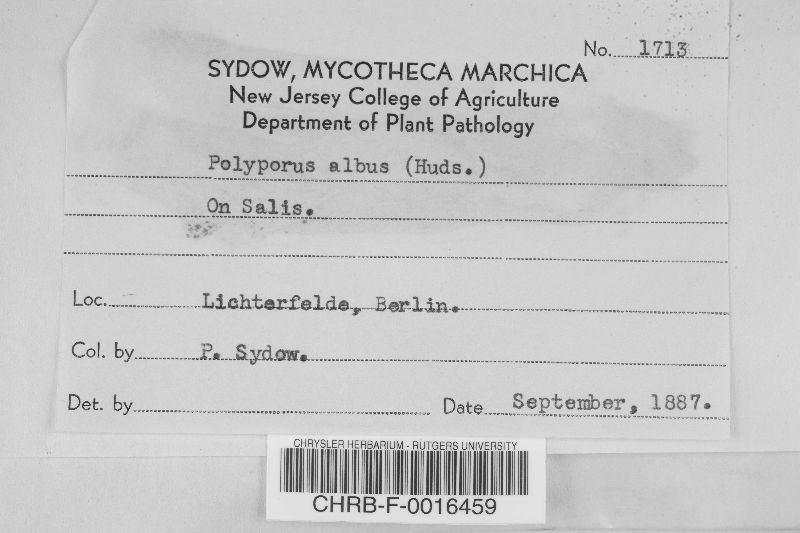 No. 1713
SYDOW, MYCOTHECA MARCHICA
New Jersey College of Agriculture
Department of Plant Pathology
Polyporus albus (Huds.)
On Salis.
Loc. Lichterfelde, Berlin.
Col. by P. Sydow.
Det. by
Date September, 1887.
CHRYSLER HERBARIUM - RUTGERS UNIVERSITY
CHRB-F-0016459